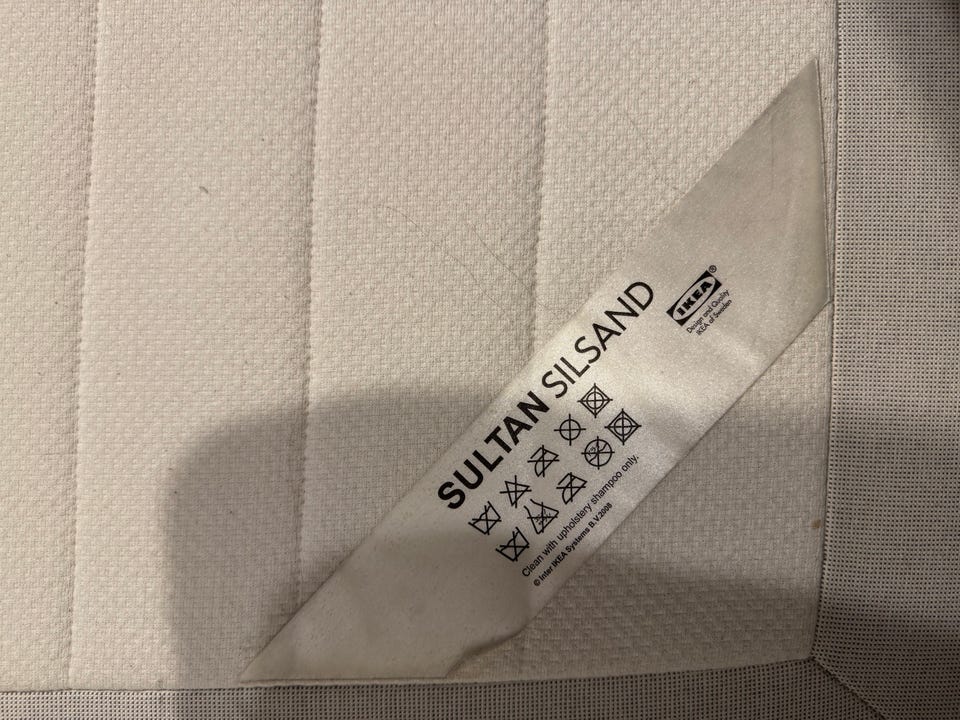 SULTAN SILSAND
IKEA®
Design and Quality
IKEA of Sweden
Clean with upholstery shampoo only.
© Inter IKEA Systems B.V.2008